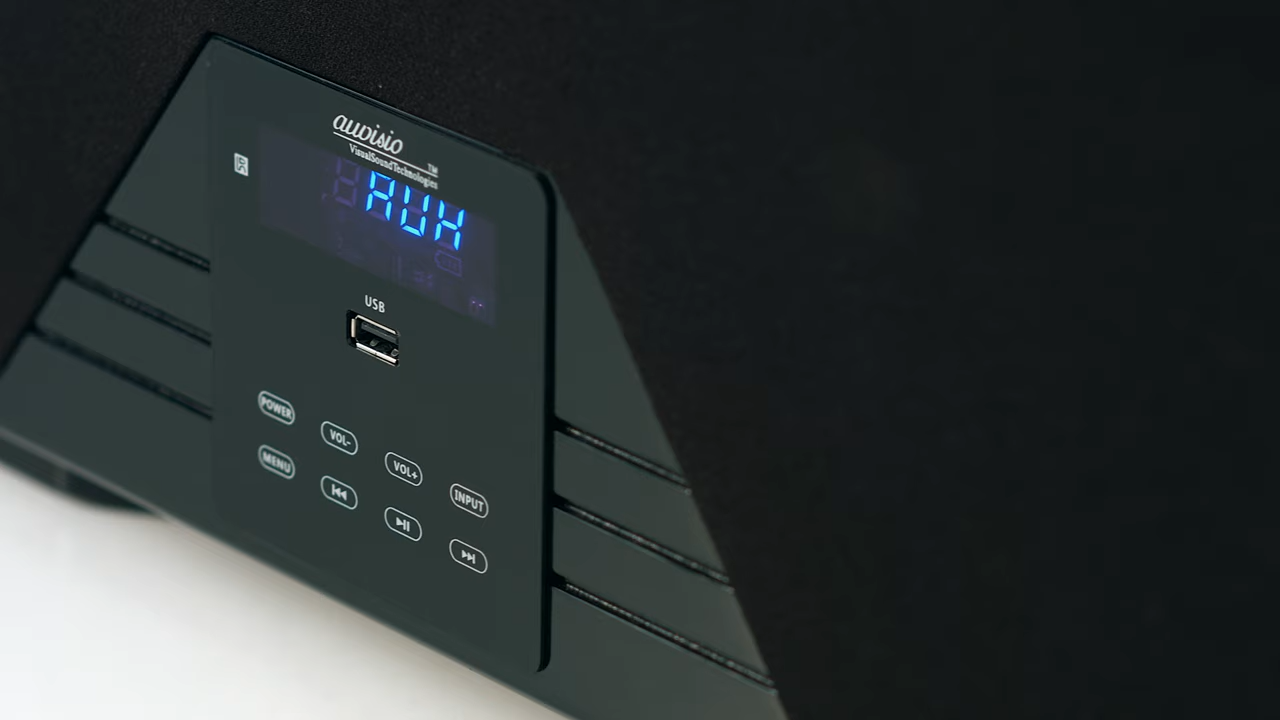 auvisio
VisualSoundTechnologies
TM
AUX
USB
POWER
VOL-
VOL+
INPUT
MENU